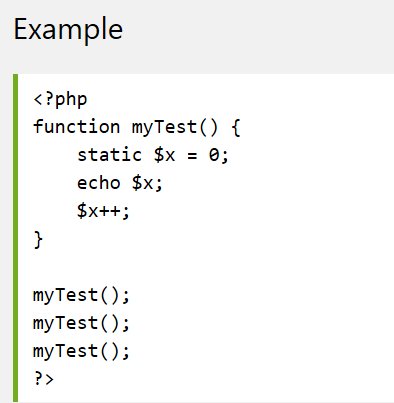 Example
<?php
function myTest() {
    static $x = 0;
    echo $x;
    $x++;
}

myTest();
myTest();
myTest();
?>